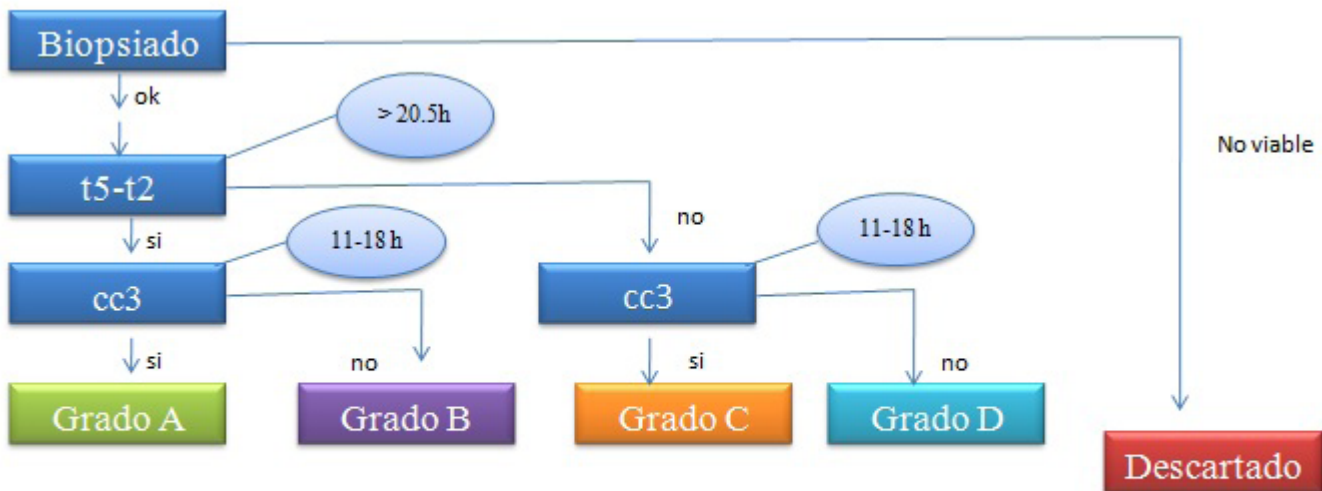 Biopsiado
ok
> 20.5h
No viable
t5-t2
si
11-18 h
no
11-18 h
cc3
cc3
si
no
si
no
Grado A
Grado B
Grado C
Grado D
Descartado